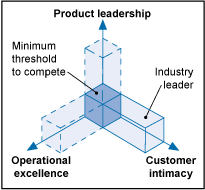 Product leadership
Minimum
threshold
to compete
Industry
leader
Operational
excellence
Customer
intimacy